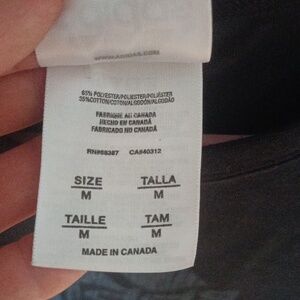 WWW.ADIDAS.COM
65% POLYESTER/POLYESTER/POLIÉSTER
35%COTTON/COTON/ALGODÓN/ALGODÃO
FABRIQUÉ AU CANADA
HECHO EN CANADÁ
FABRICADO NO CANADÁ
RN#88387 CA#40312
SIZE TALLA
M M
TAILLE TAM
M M
MADE IN CANADA